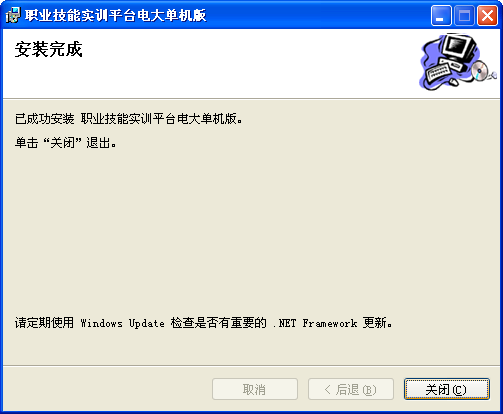 职业技能实训平台电大单机版
安装完成
已成功安装 职业技能实训平台电大单机版。
单击“关闭”退出。
请定期使用 Windows Update 检查是否有重要的 .NET Framework 更新。
取消
< 后退(B)
关闭(C)